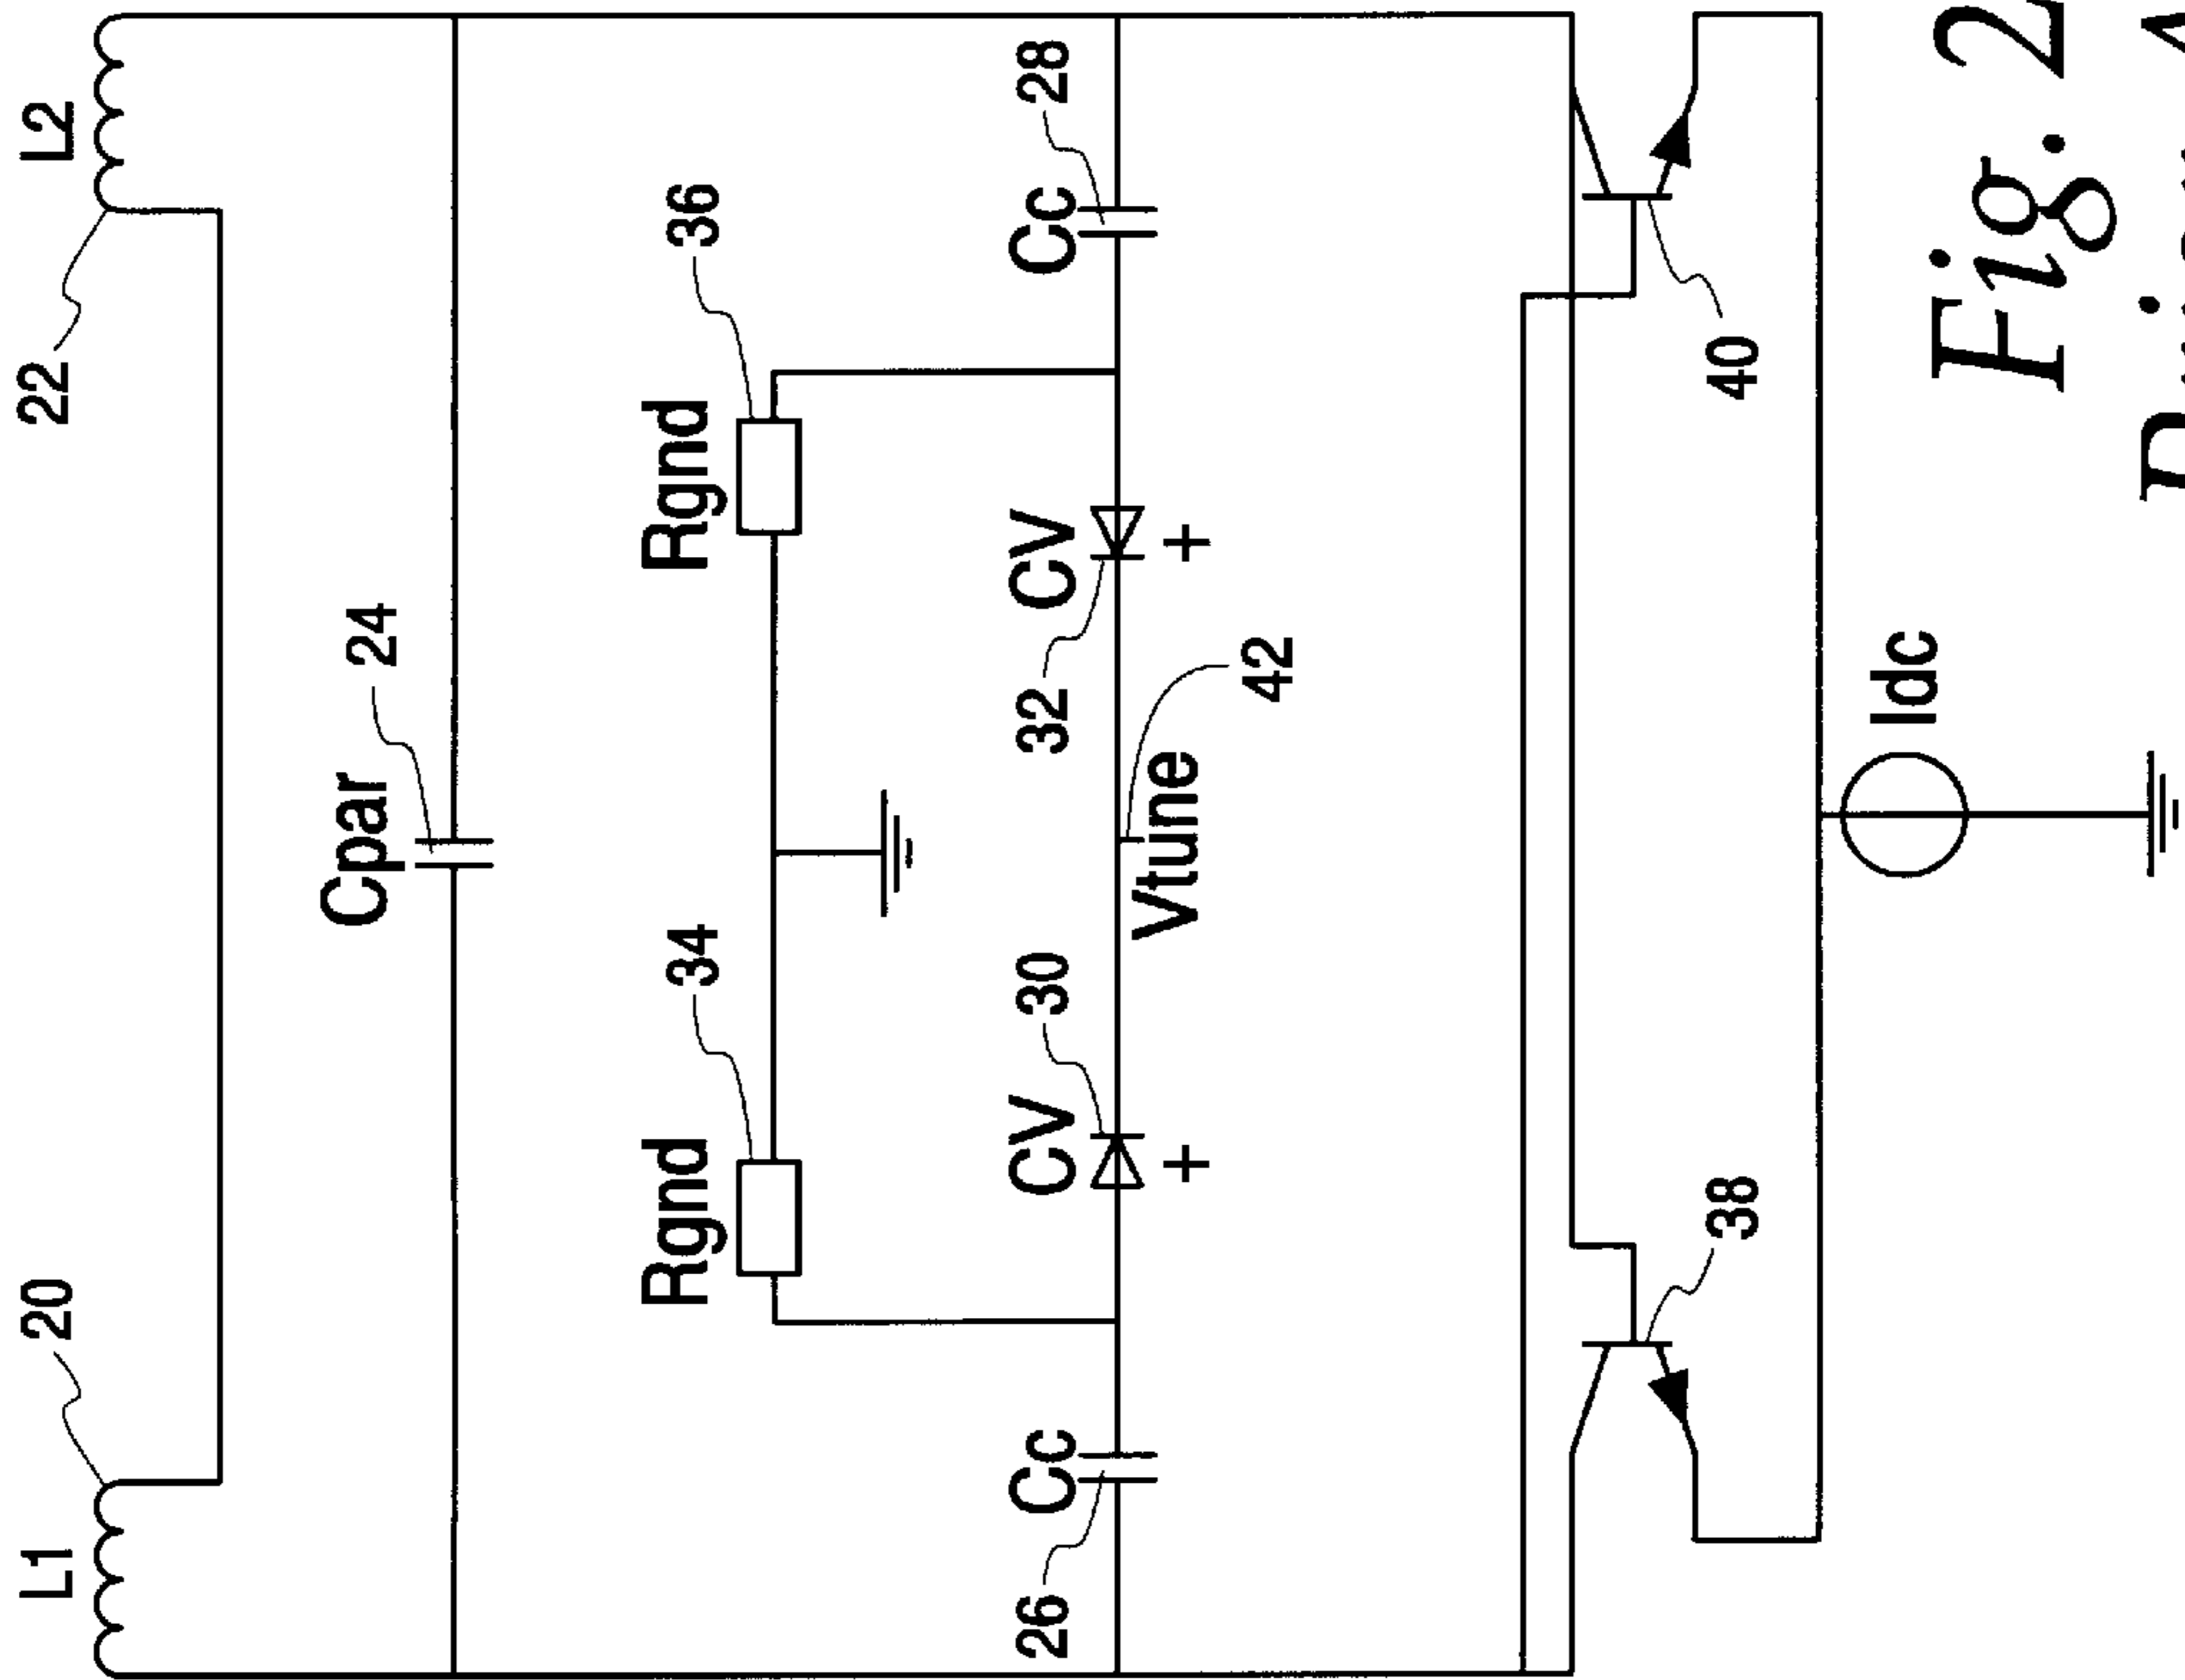 L1 20 22 L2
Cpar 24
Rgnd 34 Rgnd 36
26 Cc CV 30 32 CV Cc 28
+ Vtune +
42
38 40
Idc
Fig. 2